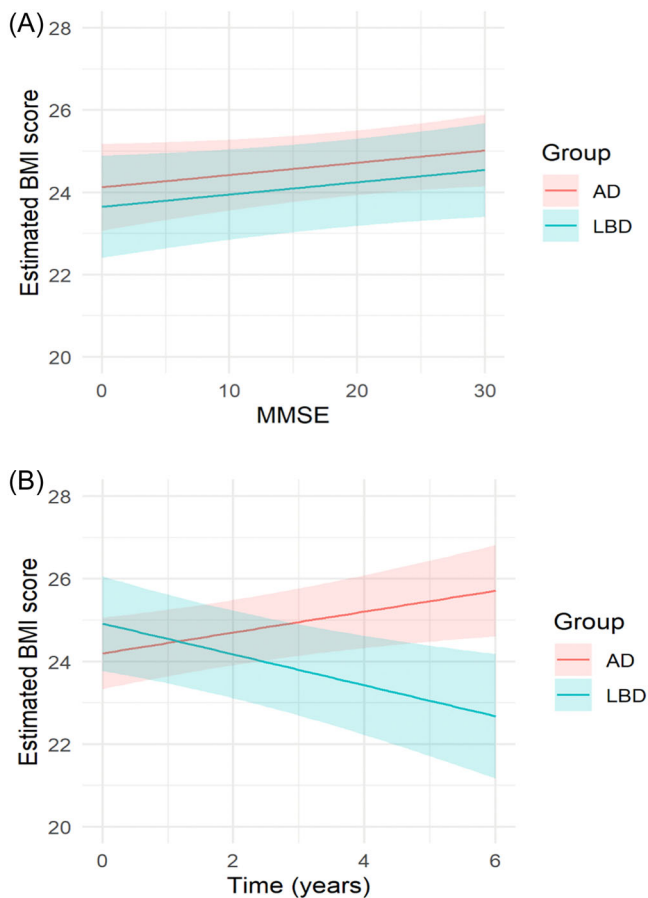 (A)
28
26
24
22
20
Estimated BMI score
0 10 20 30
MMSE
Group
AD
LBD
(B)
28
26
24
22
20
Estimated BMI score
0 2 4 6
Time (years)
Group
AD
LBD